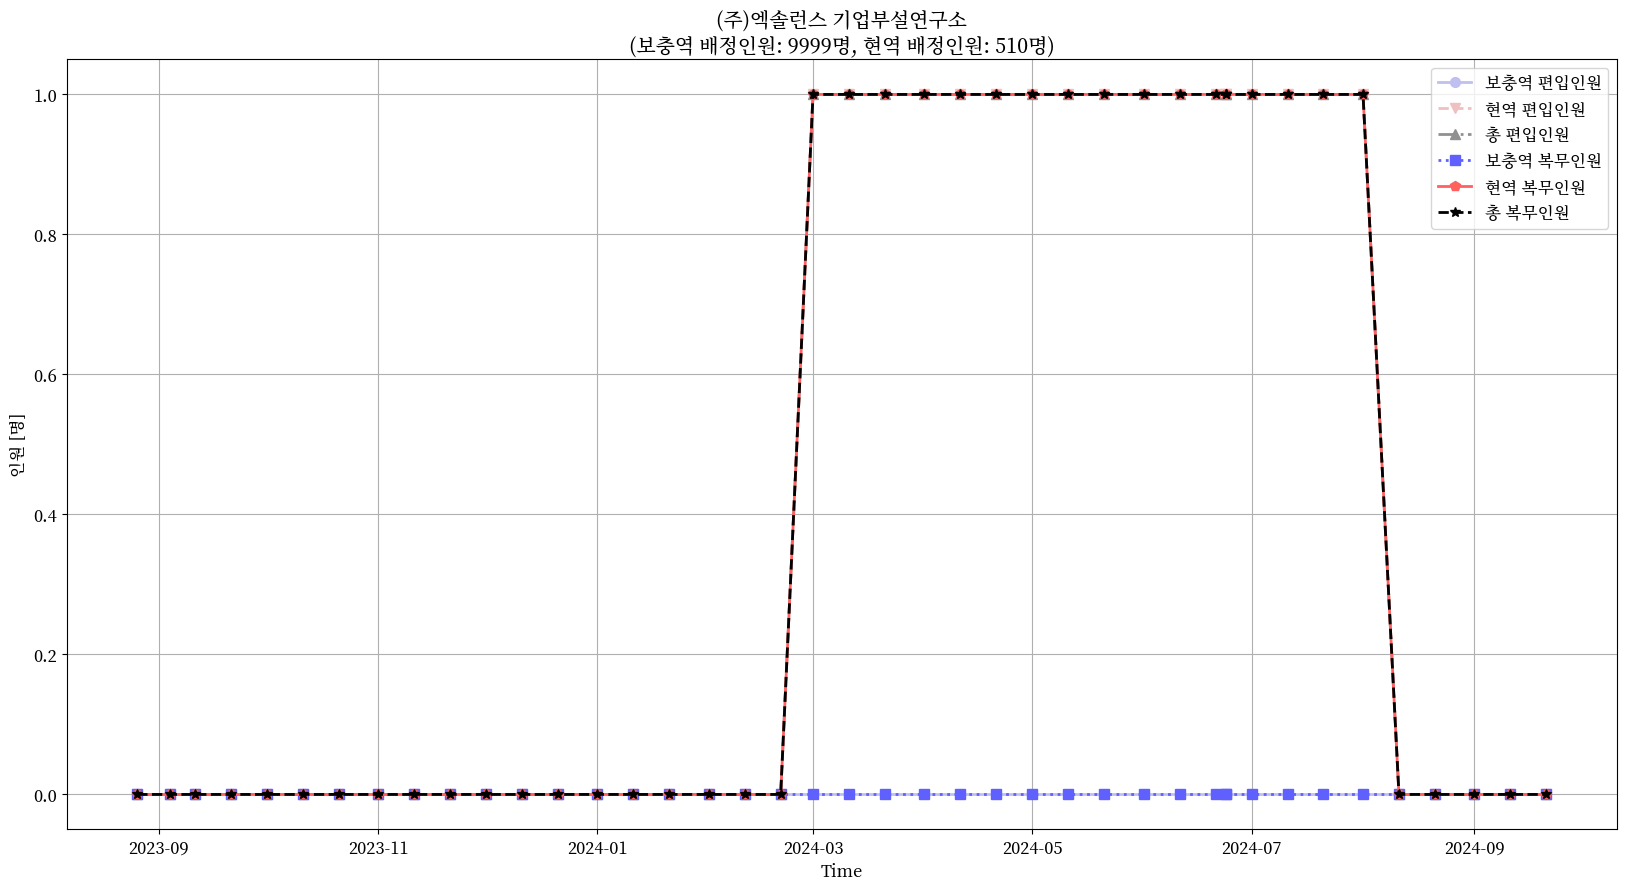 (주)엑솔런스 기업부설연구소
(보충역 배정인원: 9999명, 현역 배정인원: 510명)
보충역 편입인원
현역 편입인원
총 편입인원
보충역 복무인원
현역 복무인원
총 복무인원
인원 [명]
1.0
0.8
0.6
0.4
0.2
0.0
2023-09
2023-11
2024-01
2024-03
2024-05
2024-07
2024-09
Time